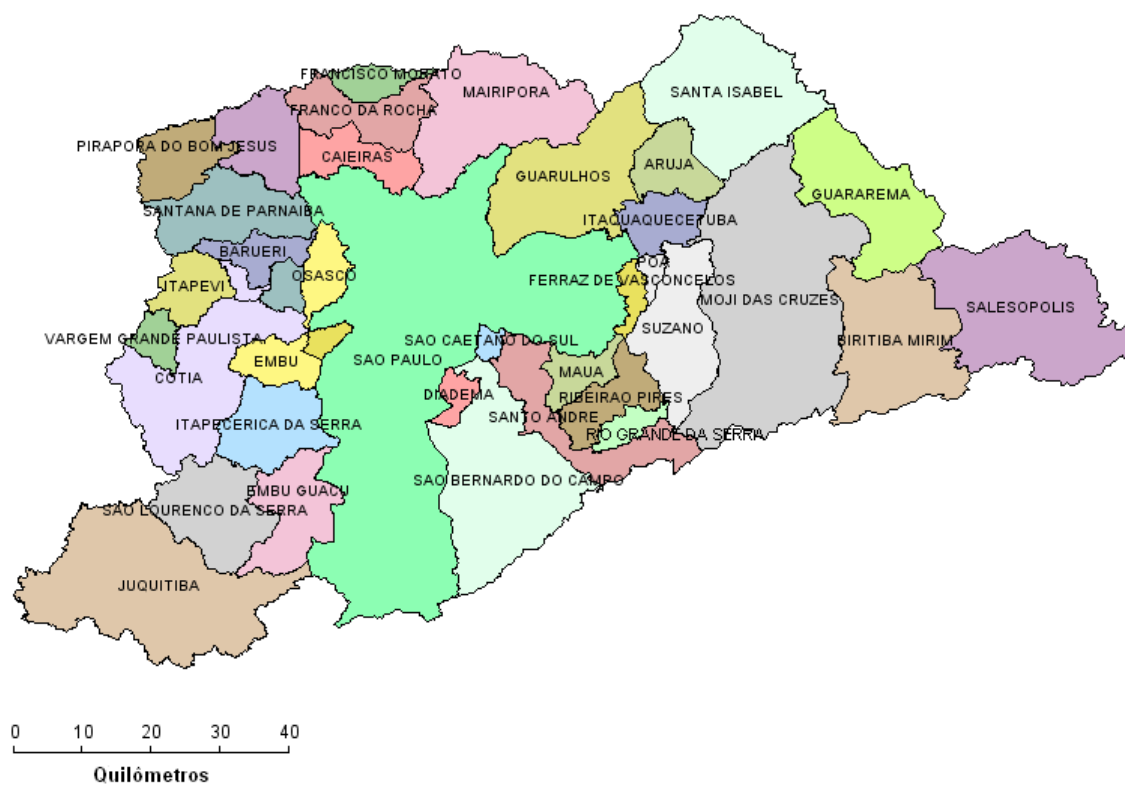 FRANCISCO MORATO
MAIRIPORA
SANTA ISABEL
FRANCO DA ROCHA
PIRAPORA DO BOM JESUS
CAIEIRAS
ARUJA
GUARULHOS
GUARAREMA
SANTANA DE PARNAIBA
ITAQUAQUECETUBA
BARUERI
POA
OSASCO
FERRAZ DE VASCONCELOS
ITAPEVI
MOJI DAS CRUZES
SALESOPOLIS
SUZANO
VARGEM GRANDE PAULISTA
SAO CAETANO DO SUL
BIRITIBA MIRIM
EMBU
SAO PAULO
MAUA
COTIA
DIADEMA
RIBEIRAO PIRES
SANTO ANDRE
ITAPECERICA DA SERRA
RIO GRANDE DA SERRA
SAO BERNARDO DO CAMPO
EMBU GUACU
SAO LOURENCO DA SERRA
JUQUITIBA
0 10 20 30 40
Quilômetros